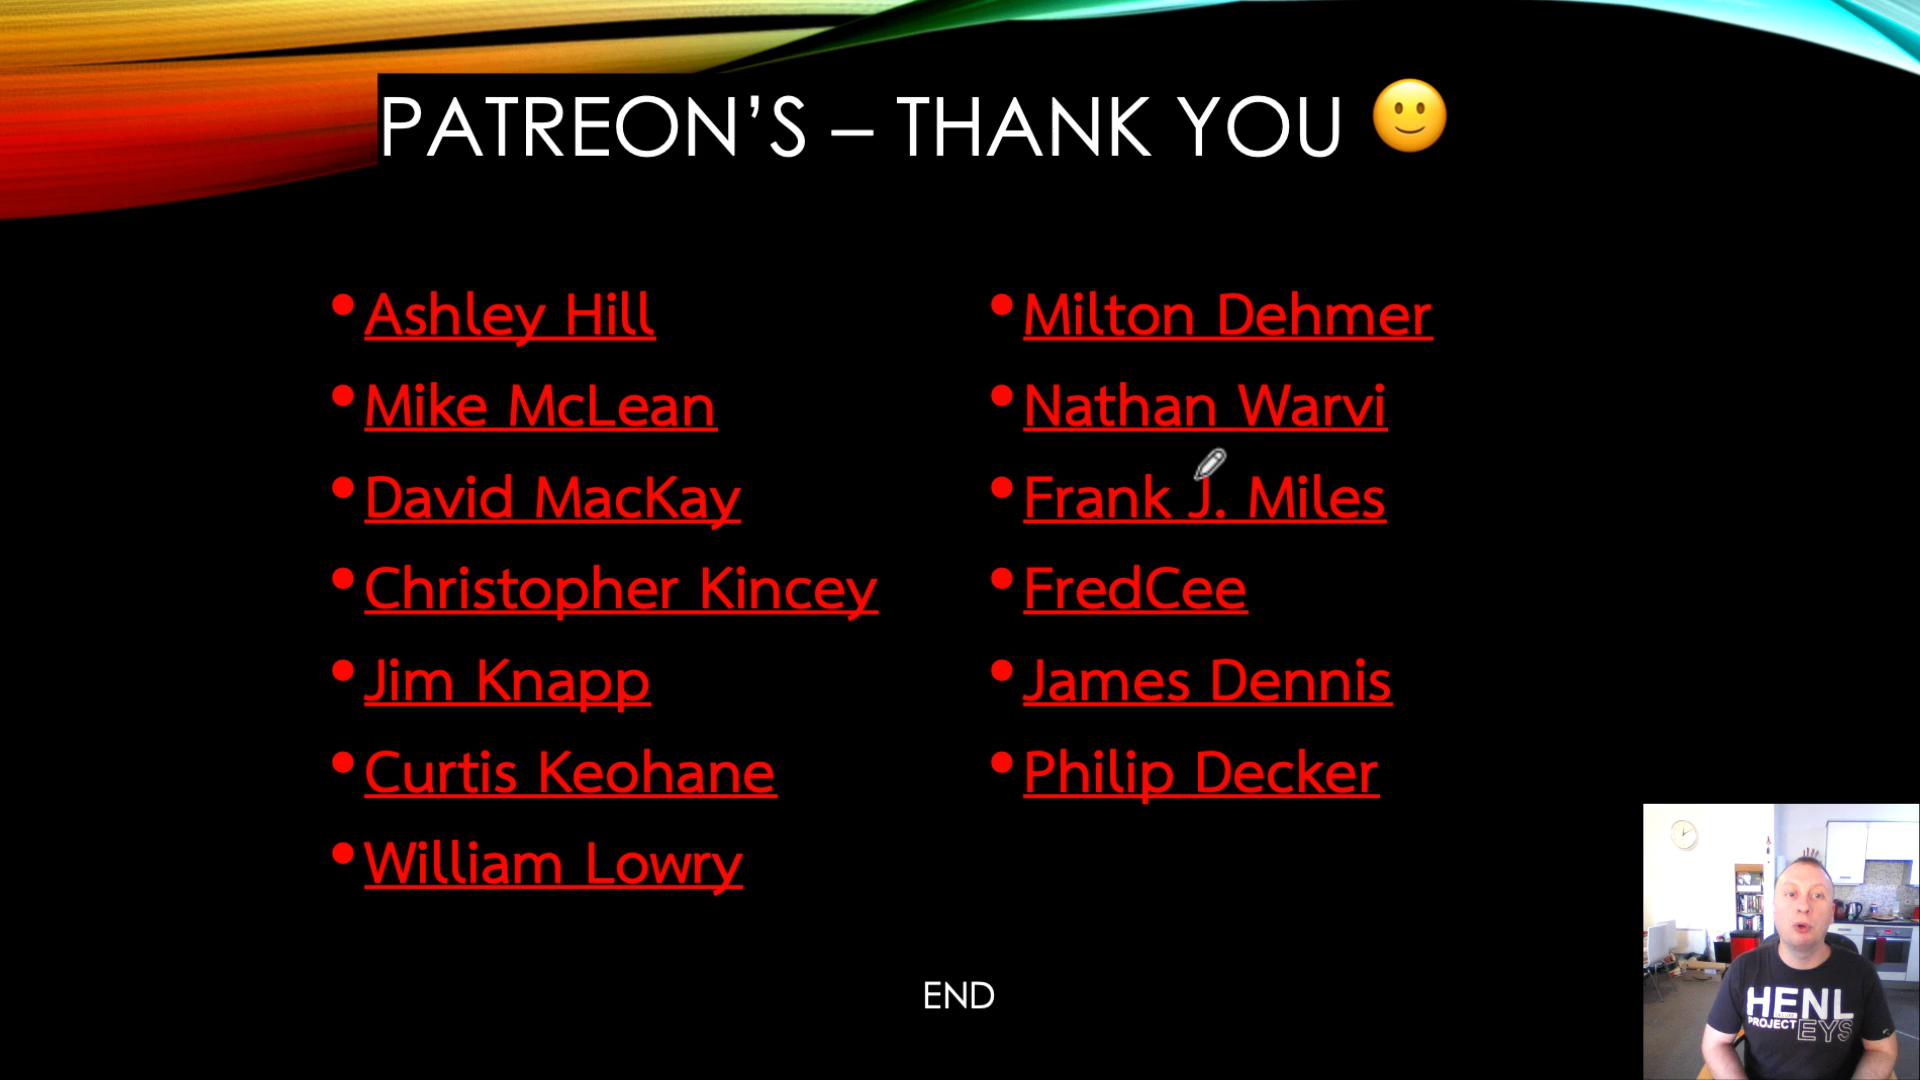 PATREON’S – THANK YOU 🙂
• Ashley Hill
• Mike McLean
• David MacKay
• Christopher Kincey
• Jim Knapp
• Curtis Keohane
• William Lowry
• Milton Dehmer
• Nathan Warvi
• Frank J. Miles
• FredCee
• James Dennis
• Philip Decker
END
HENL
PROJECT EYS